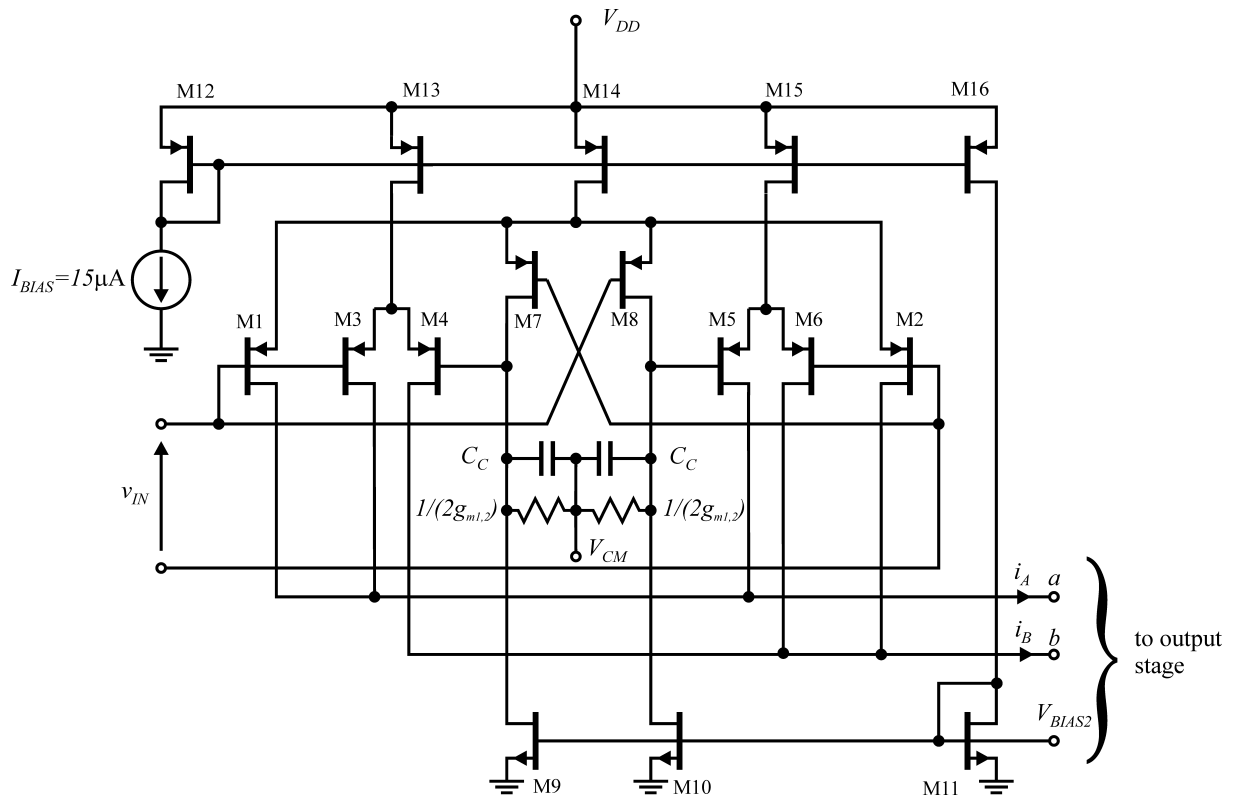 V_DD
M12 M13 M14 M15 M16
I_BIAS=15µA
M1 M3 M4 M7 M8 M5 M6 M2
C_C C_C
v_IN
1/(2g_m1,2) 1/(2g_m1,2)
V_CM
i_A a
i_B b
to output
stage
V_BIAS2
M9 M10 M11